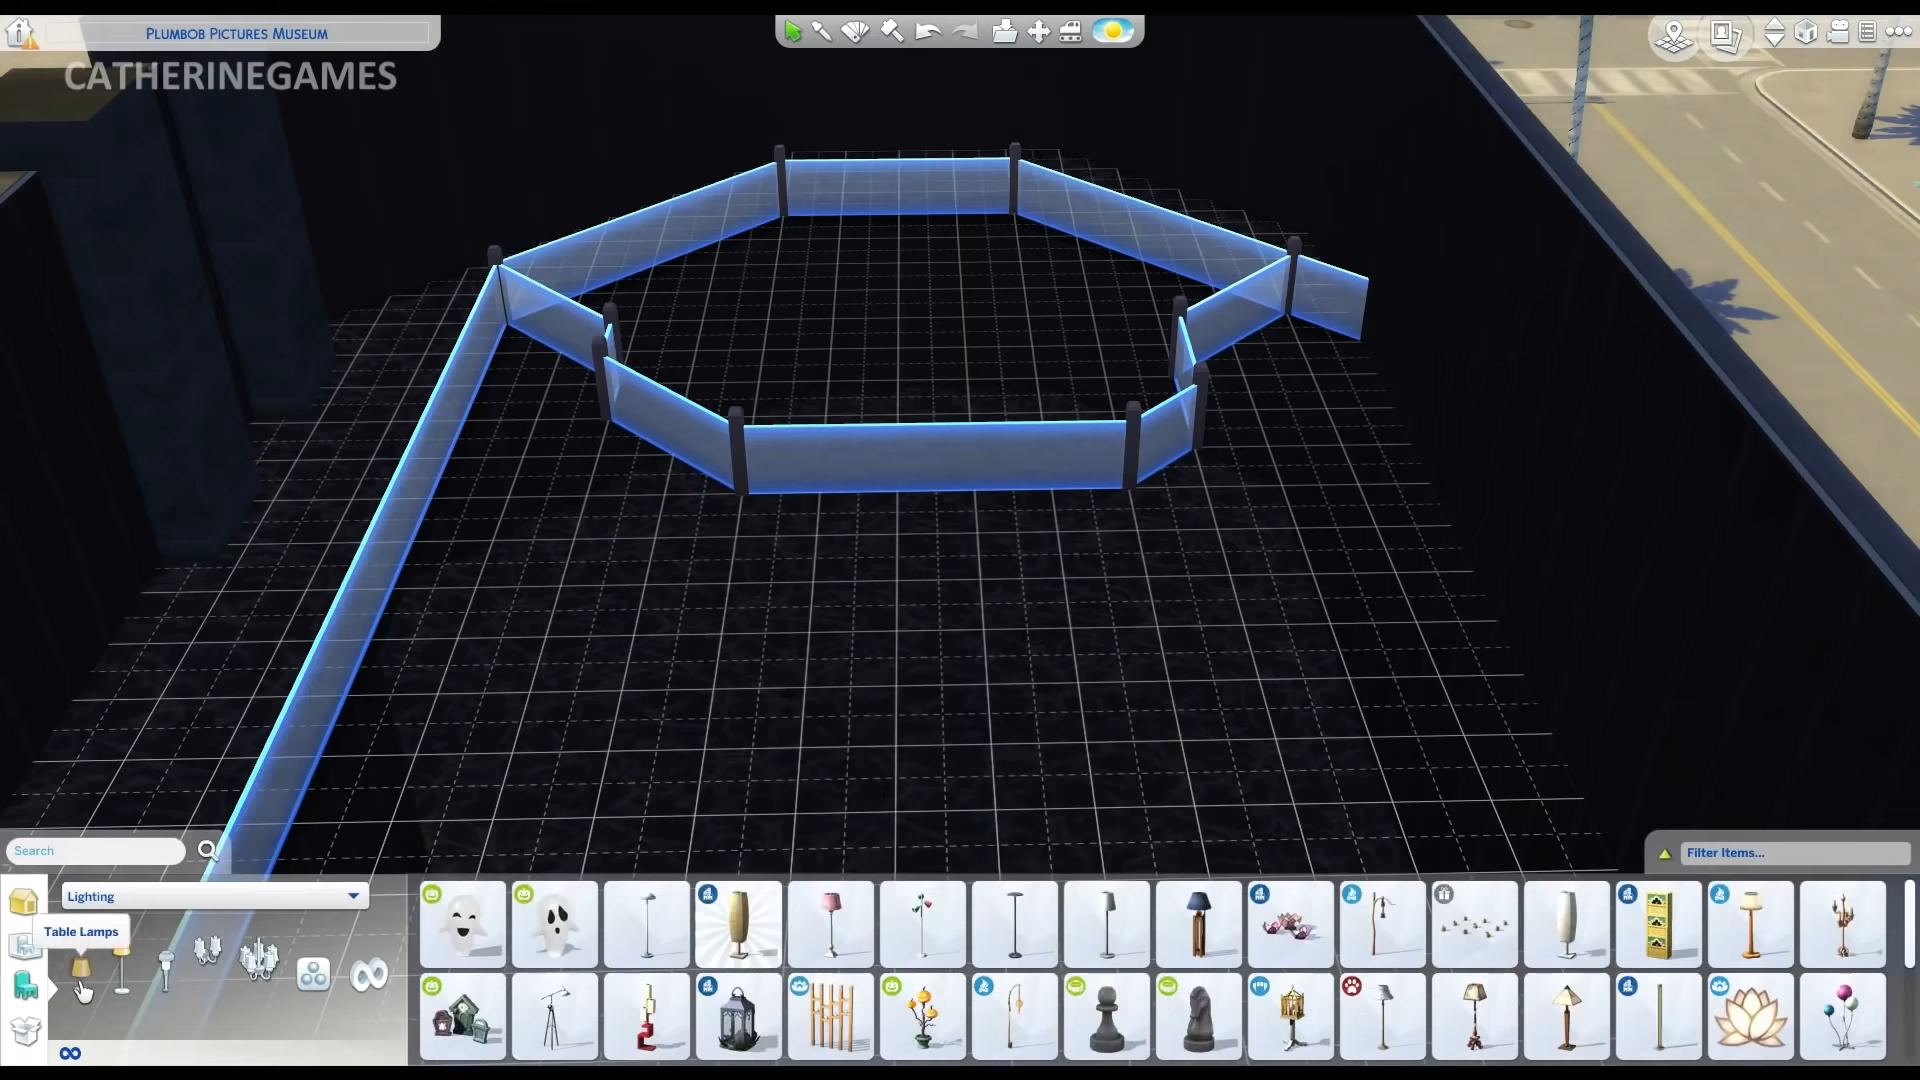 PLUMBOB PICTURES MUSEUM
CATHERINEGAMES
Search
Filter Items...
Lighting
Table Lamps